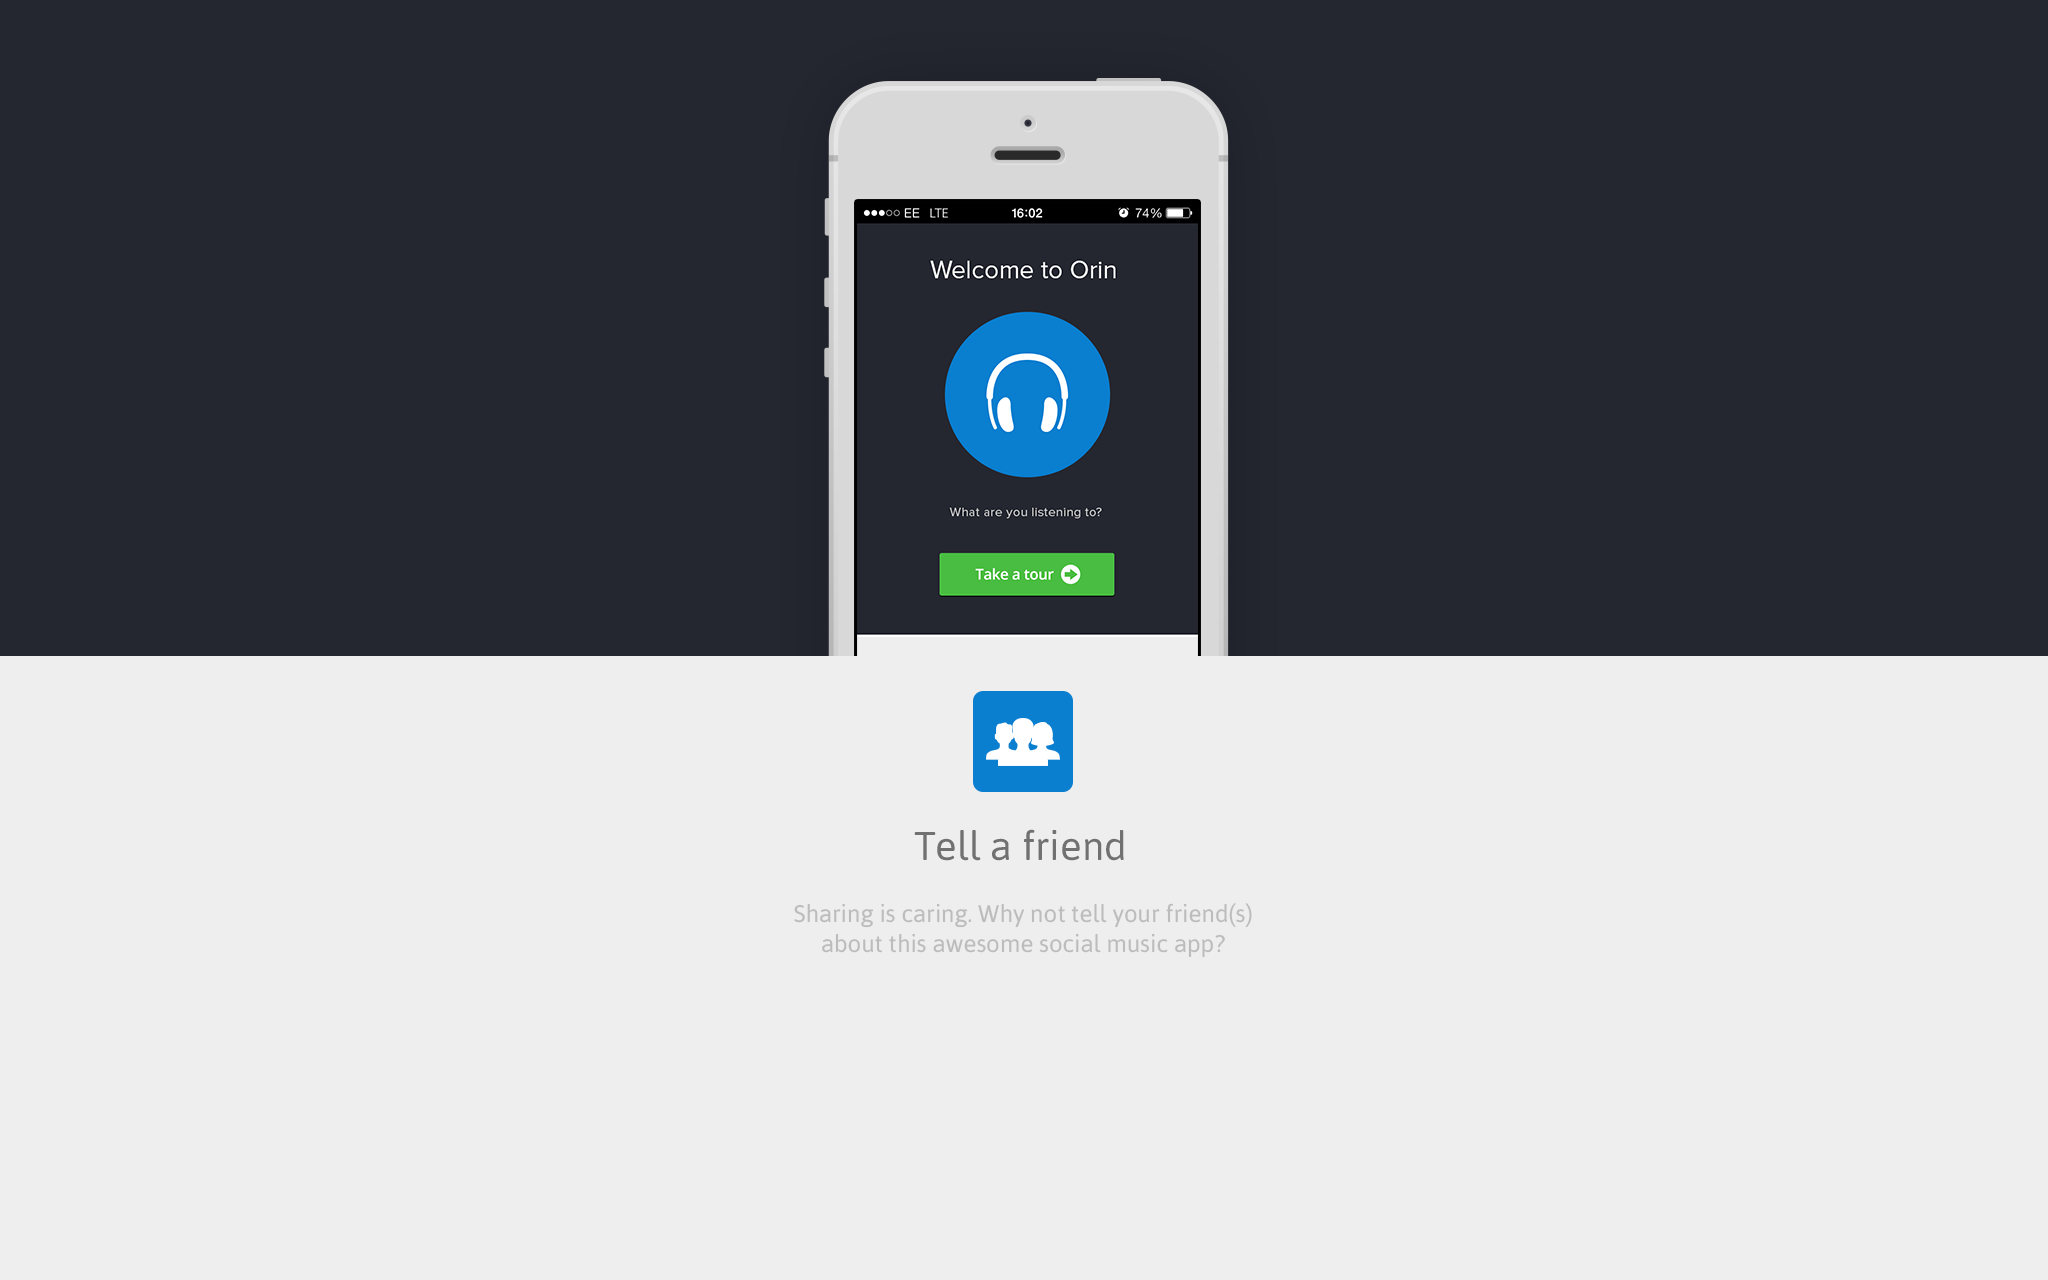 EE LTE 16:02 74%
Welcome to Orin
What are you listening to?
Take a tour
Tell a friend
Sharing is caring. Why not tell your friend(s)
about this awesome social music app?